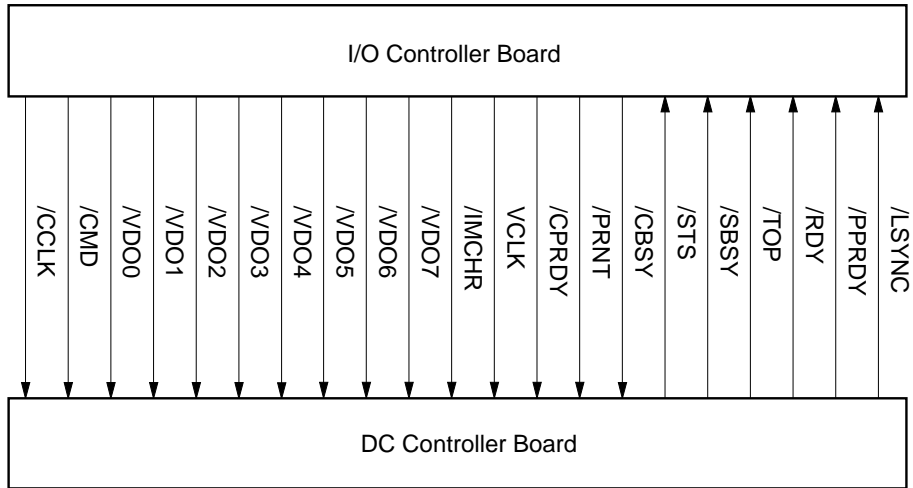 I/O Controller Board
/CCLK
/CMD
/VDO0
/VDO1
/VDO2
/VDO3
/VDO4
/VDO5
/VDO6
/VDO7
/IMCHR
VCLK
/CPRDY
/PRNT
/CBSY
/STS
/SBSY
/TOP
/RDY
/PPRDY
/LSYNC
DC Controller Board